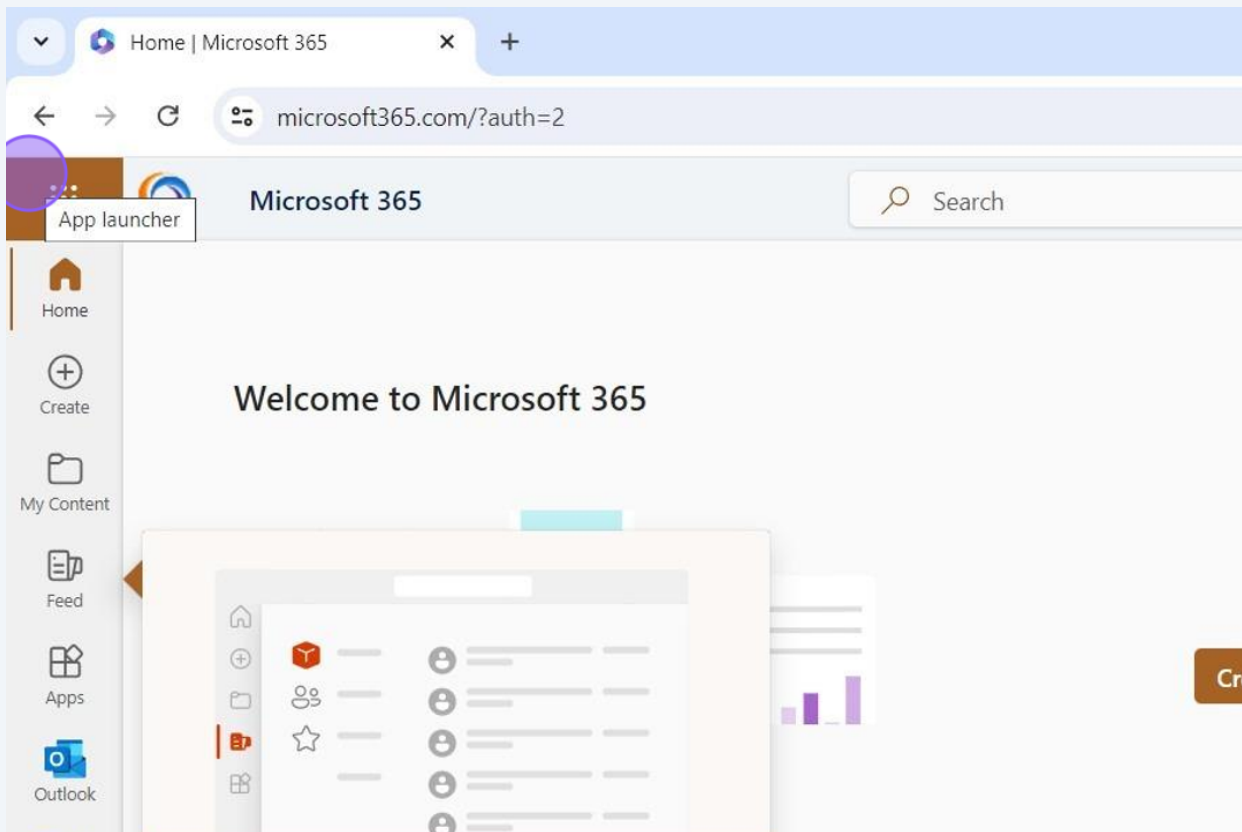 Home | Microsoft 365
microsoft365.com/?auth=2
Microsoft 365
Search
App launcher
Home
Create
Welcome to Microsoft 365
My Content
Feed
Apps
Outlook